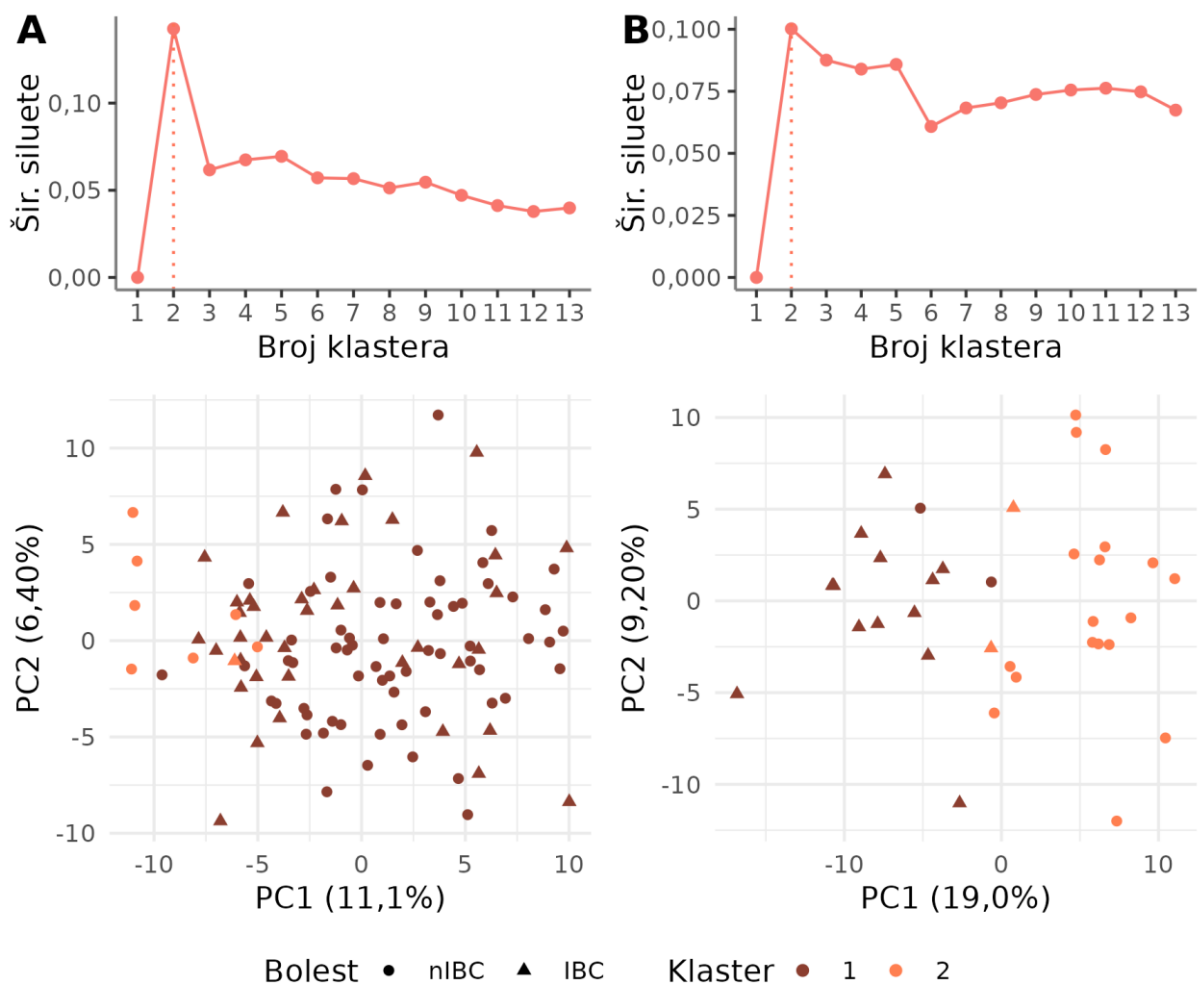 A
Šir. siluete
0,10
0,05
0,00
1 2 3 4 5 6 7 8 9 10 11 12 13
Broj klastera
B
Šir. siluete
0,100
0,075
0,050
0,025
0,000
1 2 3 4 5 6 7 8 9 10 11 12 13
Broj klastera
PC2 (6,40%)
10
5
0
-5
-10
-10 -5 0 5 10
PC1 (11,1%)
PC2 (9,20%)
10
5
0
-5
-10
-10 0 10
PC1 (19,0%)
Bolest nIBC IBC Klaster 1 2